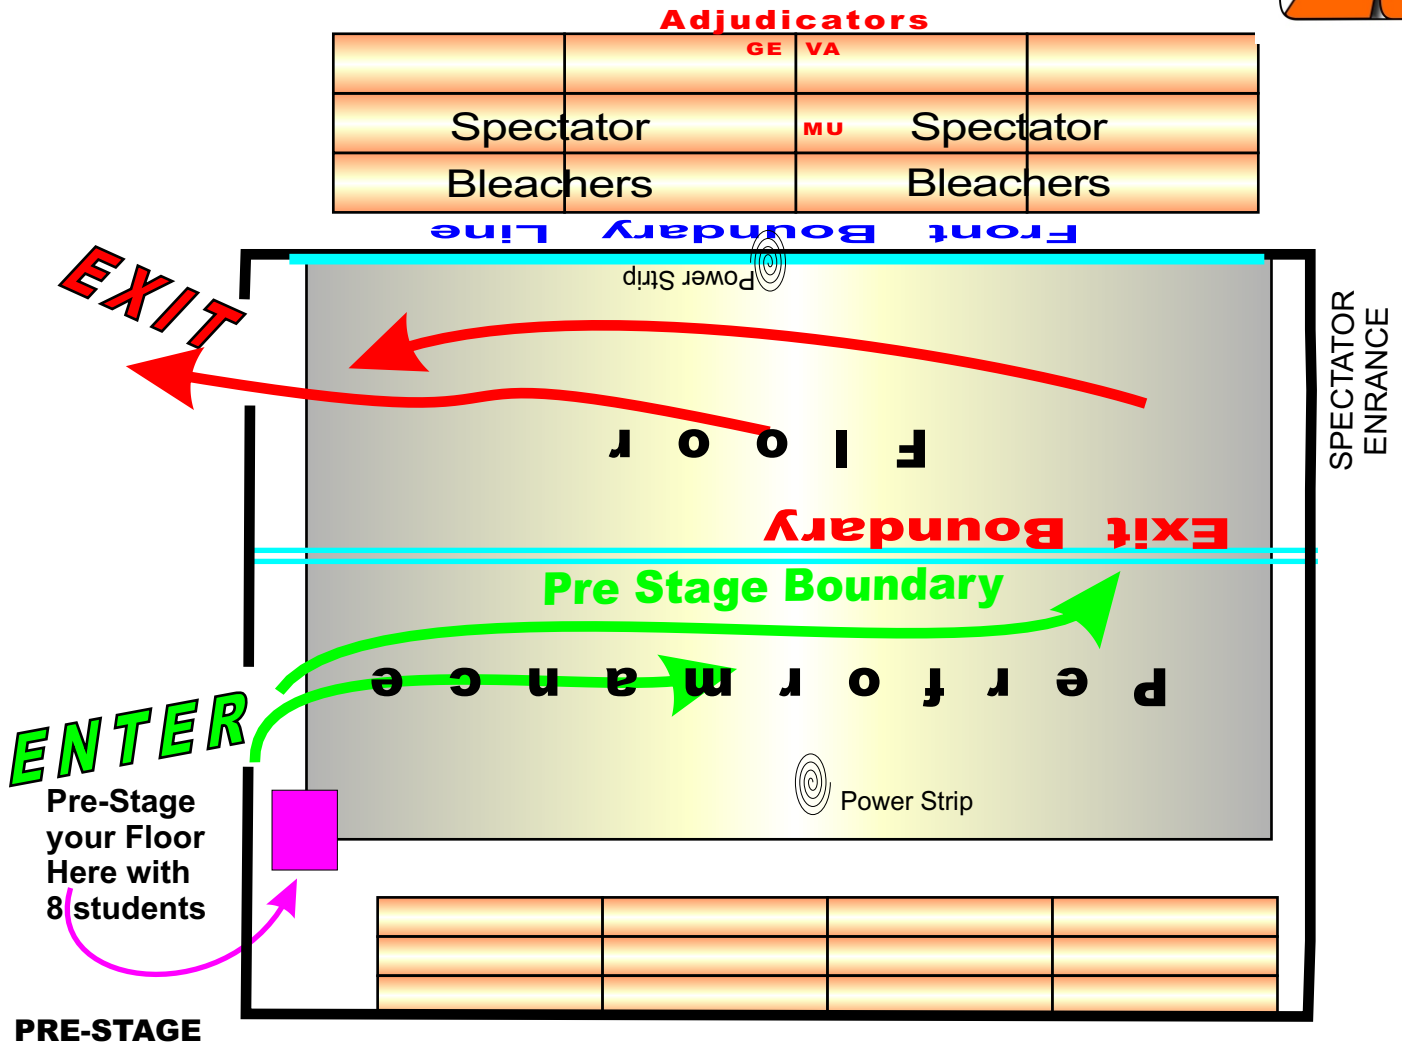 Adjudicators
GE VA
Spectator MU Spectator
Bleachers Bleachers
Front Boundary Line
EXIT
Power Strip
SPECTATOR
ENRANCE
Floor
Exit Boundary
Pre Stage Boundary
Perofrmance
ENTER
Pre-Stage
your Floor
Here with
8 students
Power Strip
PRE-STAGE